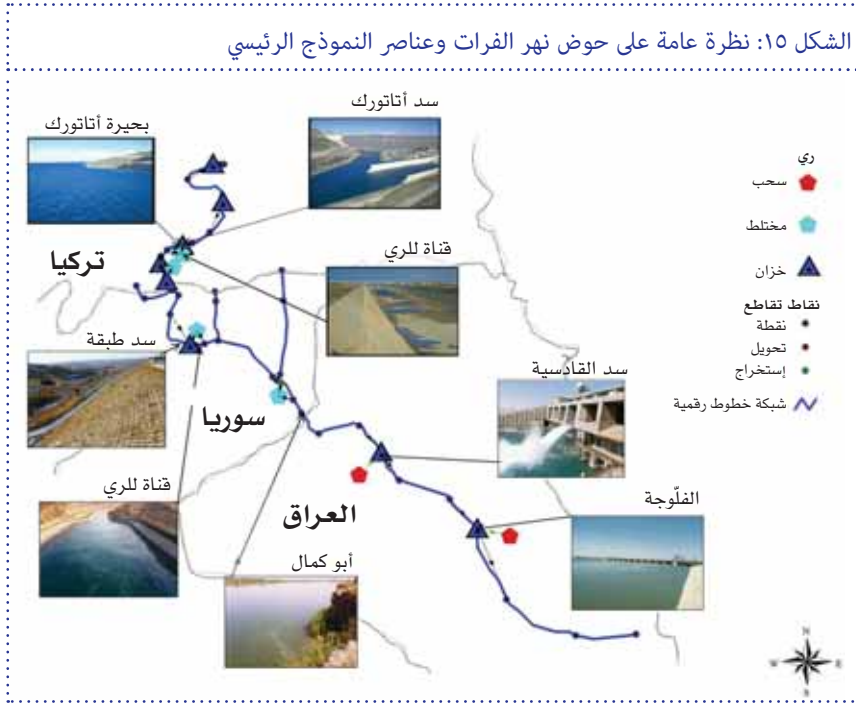 الشكل ١٥: نظرة عامة على حوض نهر الفرات وعناصر النموذج الرئيسي
سد أتاتورك
بحيرة أتاتورك
ري
سحب
مختلط
خزان
نقاط تقاطع
نقطة
تحويل
إستخراج
شبكة خطوط رقمية
تركيا
قناة للري
سد طبقة
سد القادسية
سوريا
قناة للري
العراق
الفلّوجة
أبو كمال
N
W
E
S